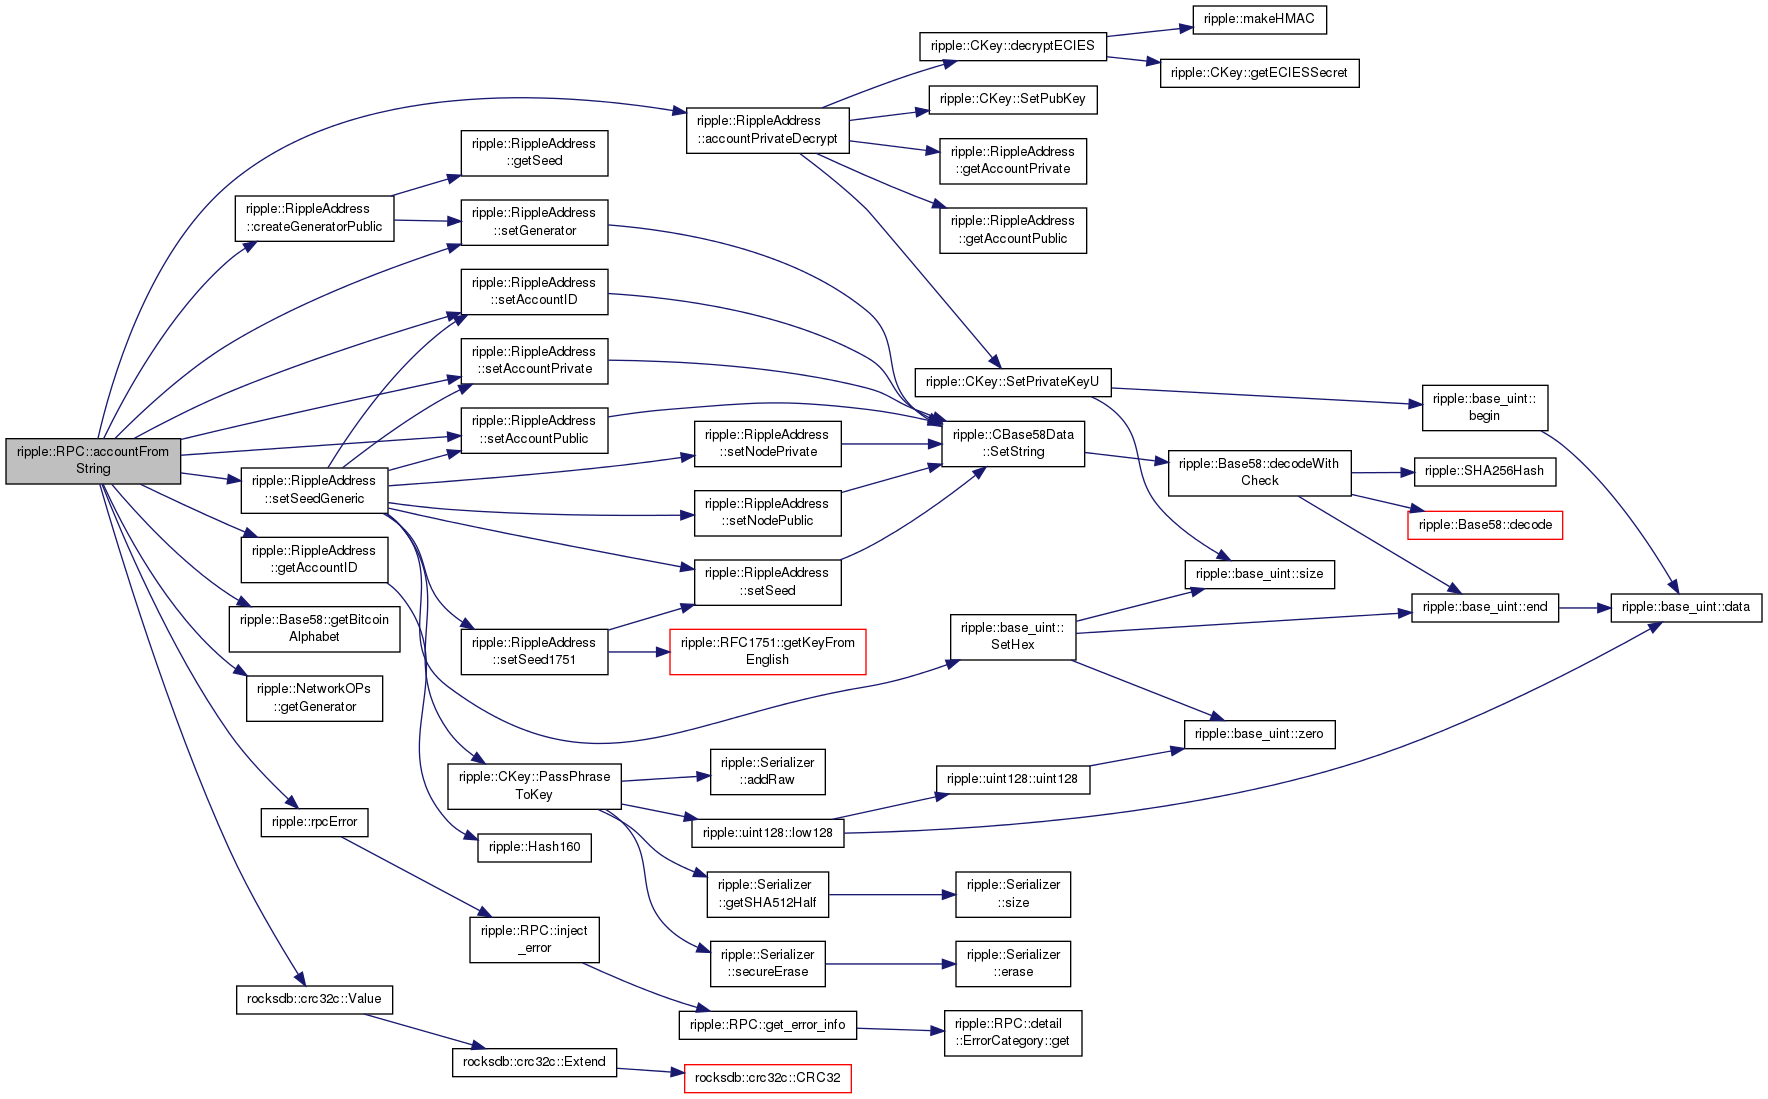 ripple::RPC::accountFrom
String
ripple::RippleAddress
::createGeneratorPublic
ripple::RippleAddress
::setSeedGeneric
ripple::RippleAddress
::getAccountID
ripple::Base58::getBitcoin
Alphabet
ripple::NetworkOPs
::getGenerator
ripple::rpcError
rocksdb::crc32c::Value
ripple::RippleAddress
::getSeed
ripple::RippleAddress
::setGenerator
ripple::RippleAddress
::setAccountID
ripple::RippleAddress
::setAccountPrivate
ripple::RippleAddress
::setAccountPublic
ripple::RippleAddress
::setSeed1751
ripple::CKey::PassPhrase
ToKey
ripple::Hash160
ripple::RPC::inject
_error
rocksdb::crc32c::Extend
ripple::RippleAddress
::accountPrivateDecrypt
ripple::RippleAddress
::setNodePrivate
ripple::RippleAddress
::setNodePublic
ripple::RippleAddress
::setSeed
ripple::RFC1751::getKeyFrom
English
ripple::Serializer
::addRaw
ripple::uint128::low128
ripple::Serializer
::getSHA512Half
ripple::Serializer
::secureErase
ripple::RPC::get_error_info
rocksdb::crc32c::CRC32
ripple::CKey::decryptECIES
ripple::CKey::SetPubKey
ripple::RippleAddress
::getAccountPrivate
ripple::RippleAddress
::getAccountPublic
ripple::CKey::SetPrivateKeyU
ripple::CBase58Data
::SetString
ripple::base_uint::
SetHex
ripple::uint128::uint128
ripple::Serializer
::size
ripple::Serializer
::erase
ripple::RPC::detail
::ErrorCategory::get
ripple::makeHMAC
ripple::CKey::getECIESSecret
ripple::Base58::decodeWith
Check
ripple::base_uint::size
ripple::base_uint::zero
ripple::base_uint::
begin
ripple::SHA256Hash
ripple::Base58::decode
ripple::base_uint::end
ripple::base_uint::data